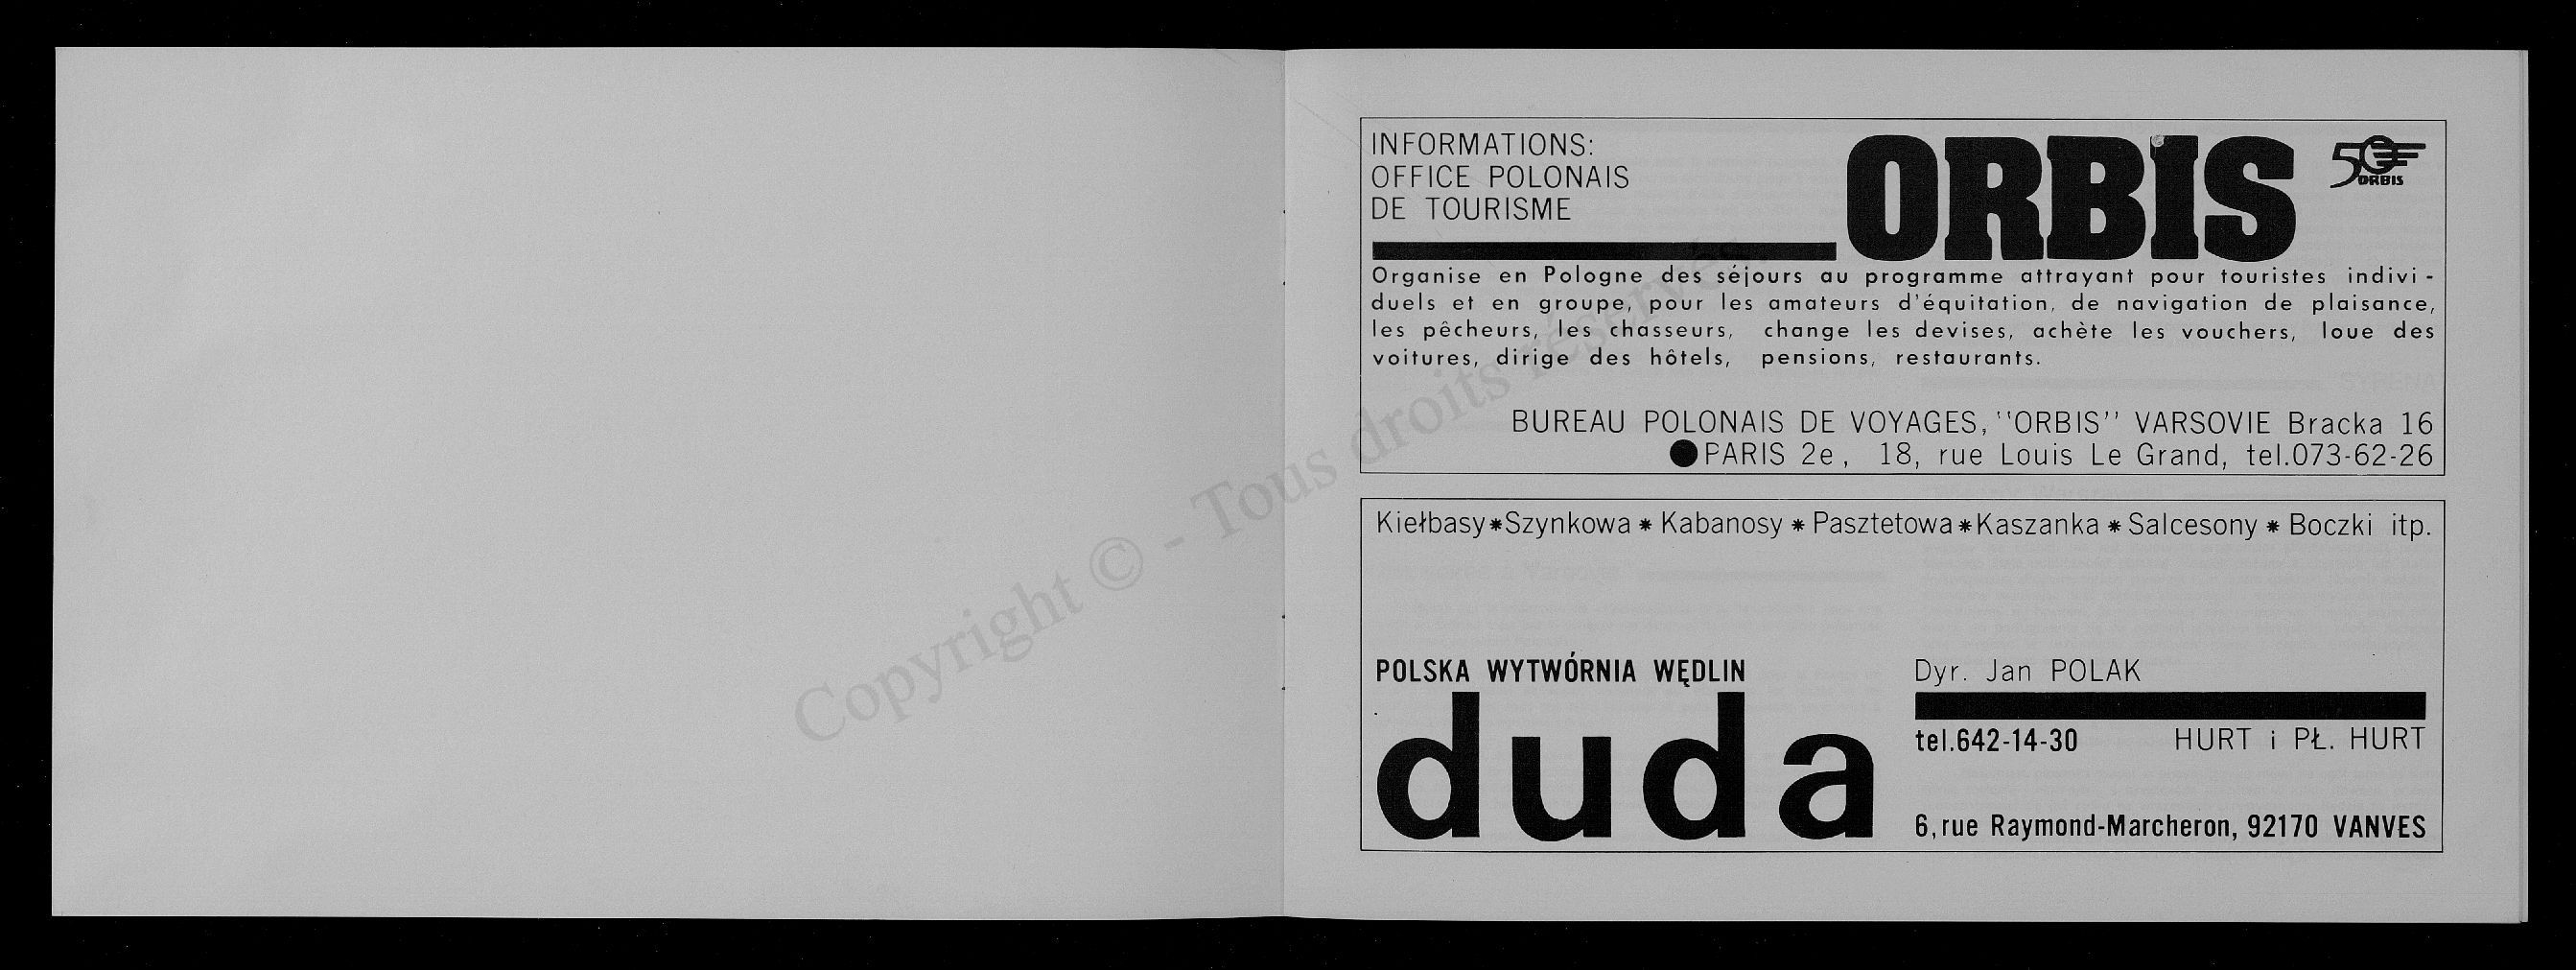 INFORMATIONS:
OFFICE POLONAIS
DE TOURISME
ORBIS
50
ORBIS
Organise en Pologne des séjours au programme attrayant pour touristes indivi-
duels et en groupe, pour les amateurs d'équitation, de navigation de plaisance,
les pêcheurs, les chasseurs, change les devises, achète les vouchers, loue des
voitures, dirige des hôtels, pensions, restaurants.
BUREAU POLONAIS DE VOYAGES, "ORBIS" VARSOVIE Bracka 16
●PARIS 2e, 18, rue Louis Le Grand, tel.073-62-26
Kiełbasy*Szynkowa * Kabanosy * Pasztetowa*Kaszanka * Salcesony * Boczki itp.
POLSKA WYTWÓRNIA WĘDLIN
duda
Dyr. Jan POLAK
tel.642-14-30 HURT i PŁ. HURT
6, rue Raymond-Marcheron, 92170 VANVES
Copyright © - Tous droits réservés.